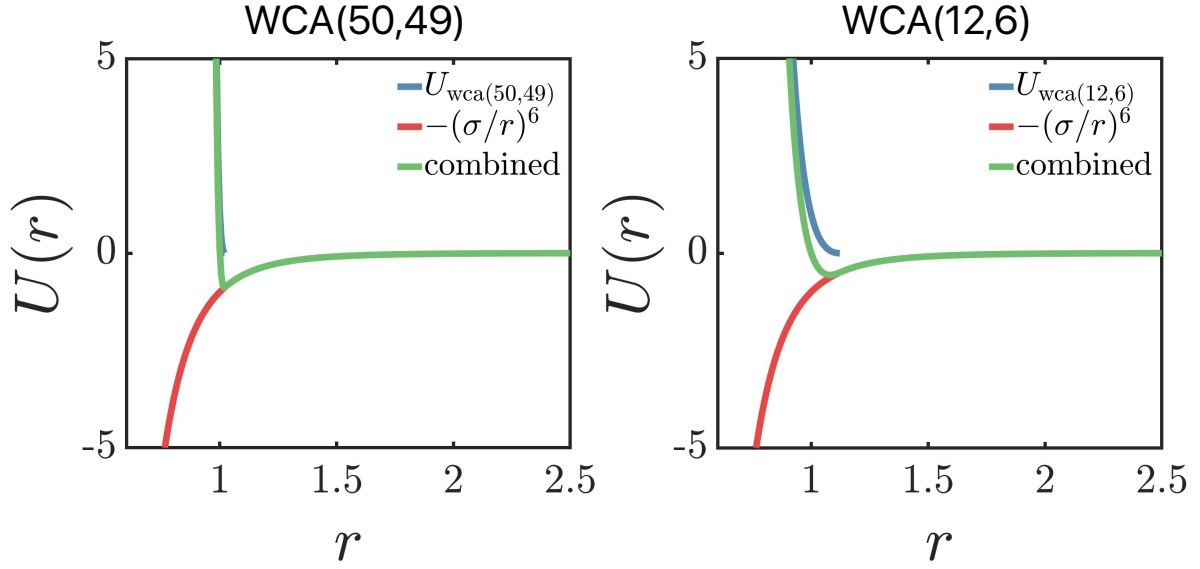 WCA(50,49)
5
0
-5
U(r)
U_wca(50,49)
−(σ/r)^6
combined
1
1.5
2
2.5
r
WCA(12,6)
5
0
-5
U(r)
U_wca(12,6)
−(σ/r)^6
combined
1
1.5
2
2.5
r